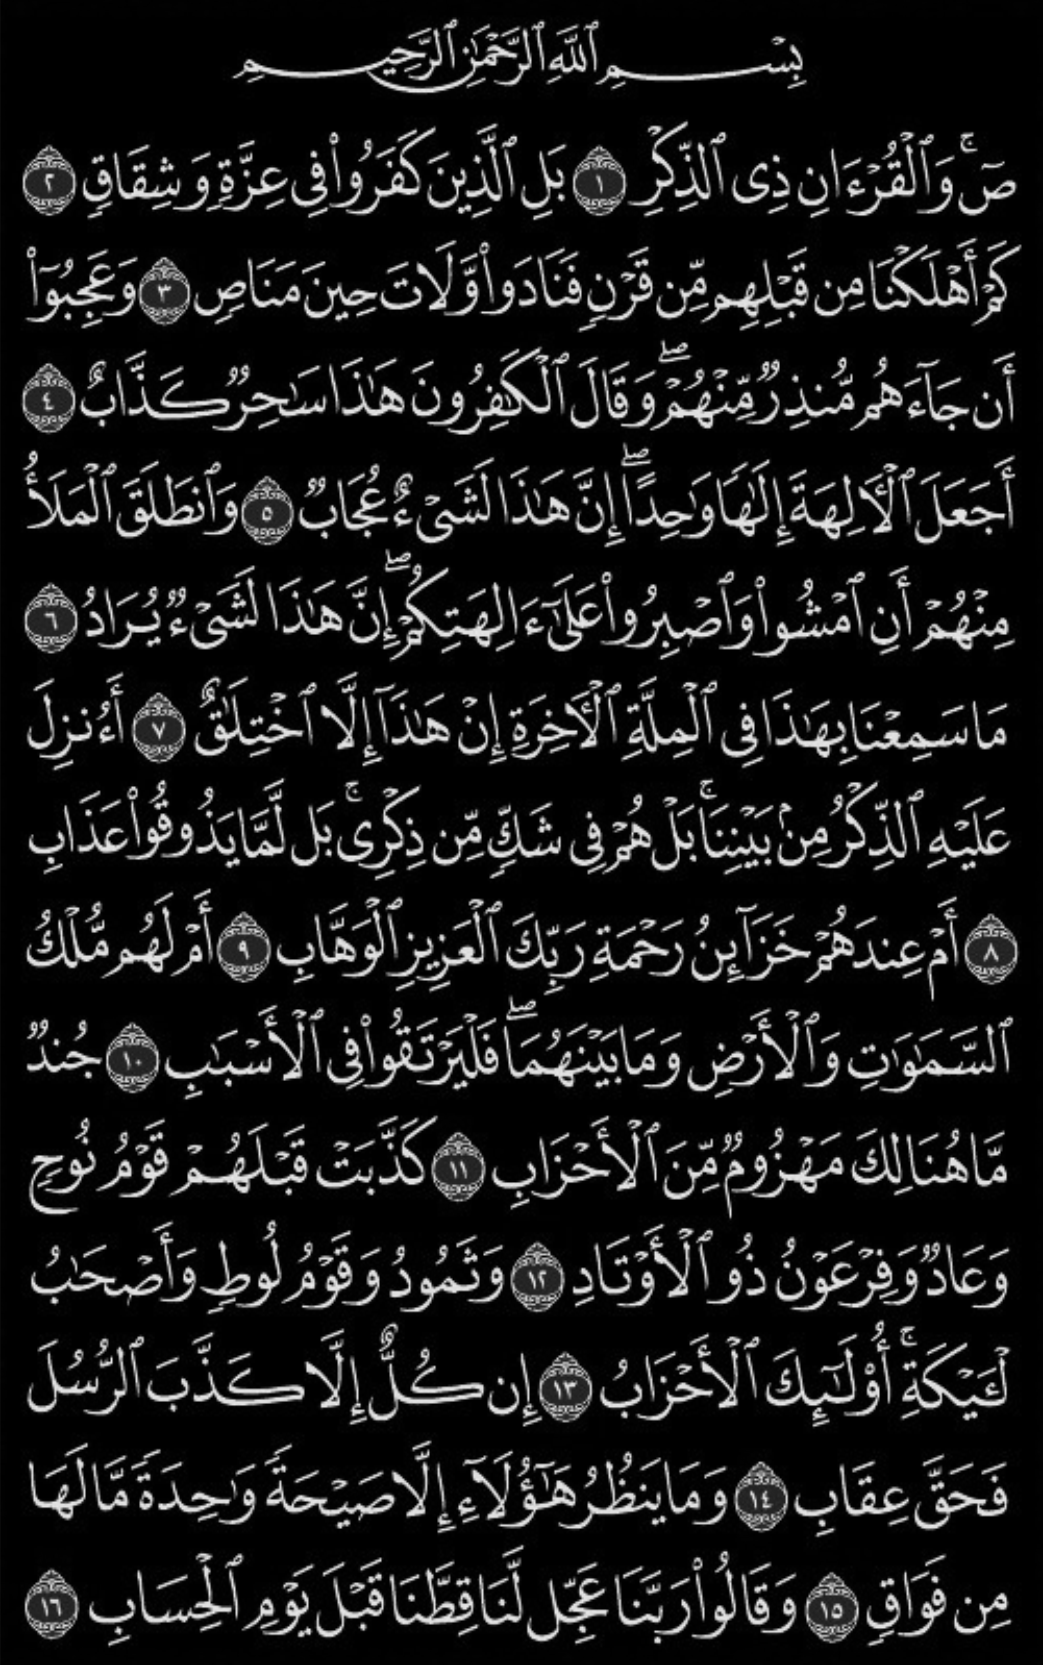 بِسْمِ ٱللَّهِ ٱلرَّحْمَٰنِ ٱلرَّحِيمِ
صٓۚ وَٱلْقُرْءَانِ ذِى ٱلذِّكْرِ ١ بَلِ ٱلَّذِينَ كَفَرُوا۟ فِى عِزَّةٍ وَشِقَاقٍ ٢
كَمْ أَهْلَكْنَا مِن قَبْلِهِم مِّن قَرْنٍ فَنَادَوا۟ وَّلَاتَ حِينَ مَنَاصٍ ٣ وَعَجِبُوٓا۟
أَن جَآءَهُم مُّنذِرٌ مِّنْهُمْۖ وَقَالَ ٱلْكَٰفِرُونَ هَٰذَا سَٰحِرٌ كَذَّابٌ ٤
أَجَعَلَ ٱلْءَالِهَةَ إِلَٰهًا وَٰحِدًاۖ إِنَّ هَٰذَا لَشَىْءٌ عُجَابٌ ٥ وَٱنطَلَقَ ٱلْمَلَأُ
مِنْهُمْ أَنِ ٱمْشُوا۟ وَٱصْبِرُوا۟ عَلَىٰٓ ءَالِهَتِكُمْۖ إِنَّ هَٰذَا لَشَىْءٌ يُرَادُ ٦
مَا سَمِعْنَا بِهَٰذَا فِى ٱلْمِلَّةِ ٱلْءَاخِرَةِ إِنْ هَٰذَآ إِلَّا ٱخْتِلَٰقٌ ٧ أَءُنزِلَ
عَلَيْهِ ٱلذِّكْرُ مِنۢ بَيْنِنَاۚ بَلْ هُمْ فِى شَكٍّ مِّن ذِكْرِىۚ بَل لَّمَّا يَذُوقُوا۟ عَذَابِ
٨ أَمْ عِندَهُمْ خَزَآئِنُ رَحْمَةِ رَبِّكَ ٱلْعَزِيزِ ٱلْوَهَّابِ ٩ أَمْ لَهُم مُّلْكُ
ٱلسَّمَٰوَٰتِ وَٱلْأَرْضِ وَمَا بَيْنَهُمَاۖ فَلْيَرْتَقُوا۟ فِى ٱلْأَسْبَٰبِ ١٠ جُندٌ
مَّا هُنَالِكَ مَهْزُومٌ مِّنَ ٱلْأَحْزَابِ ١١ كَذَّبَتْ قَبْلَهُمْ قَوْمُ نُوحٍ
وَعَادٌ وَفِرْعَوْنُ ذُو ٱلْأَوْتَادِ ١٢ وَثَمُودُ وَقَوْمُ لُوطٍ وَأَصْحَٰبُ
لْـَٔيْكَةِۚ أُو۟لَٰٓئِكَ ٱلْأَحْزَابُ ١٣ إِن كُلٌّ إِلَّا كَذَّبَ ٱلرُّسُلَ
فَحَقَّ عِقَابِ ١٤ وَمَا يَنظُرُ هَٰٓؤُلَآءِ إِلَّا صَيْحَةً وَٰحِدَةً مَّا لَهَا
مِن فَوَاقٍ ١٥ وَقَالُوا۟ رَبَّنَا عَجِّل لَّنَا قِطَّنَا قَبْلَ يَوْمِ ٱلْحِسَابِ ١٦